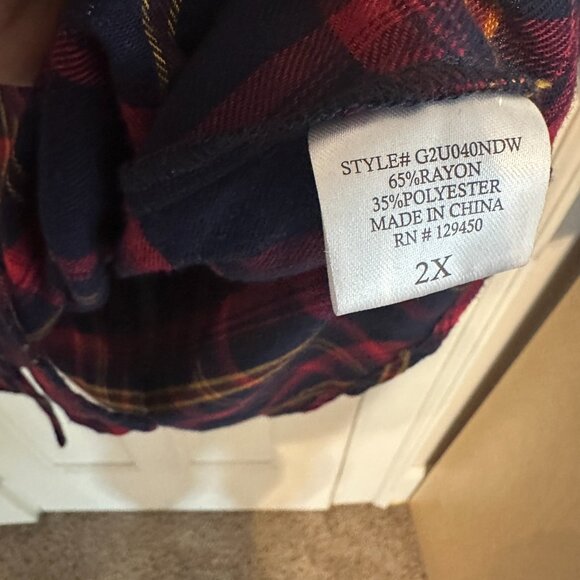 STYLE# G2U040NDW
65%RAYON
35%POLYESTER
MADE IN CHINA
RN # 129450
2X